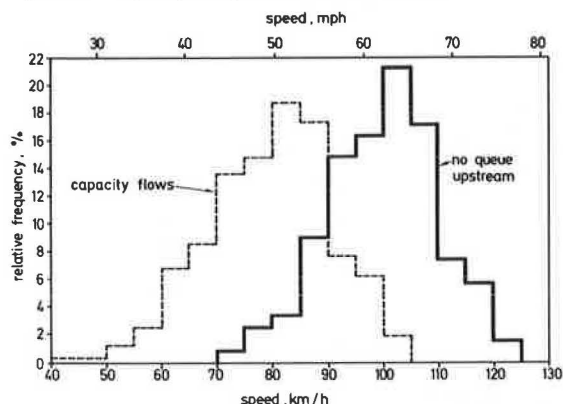 speed, mph
30 40 50 60 70 80
22
20
18
16
14
12
10
8
6
4
2
0
relative frequency, %
capacity flows
no queue
upstream
40 50 60 70 80 90 100 110 120 130
speed, km/h